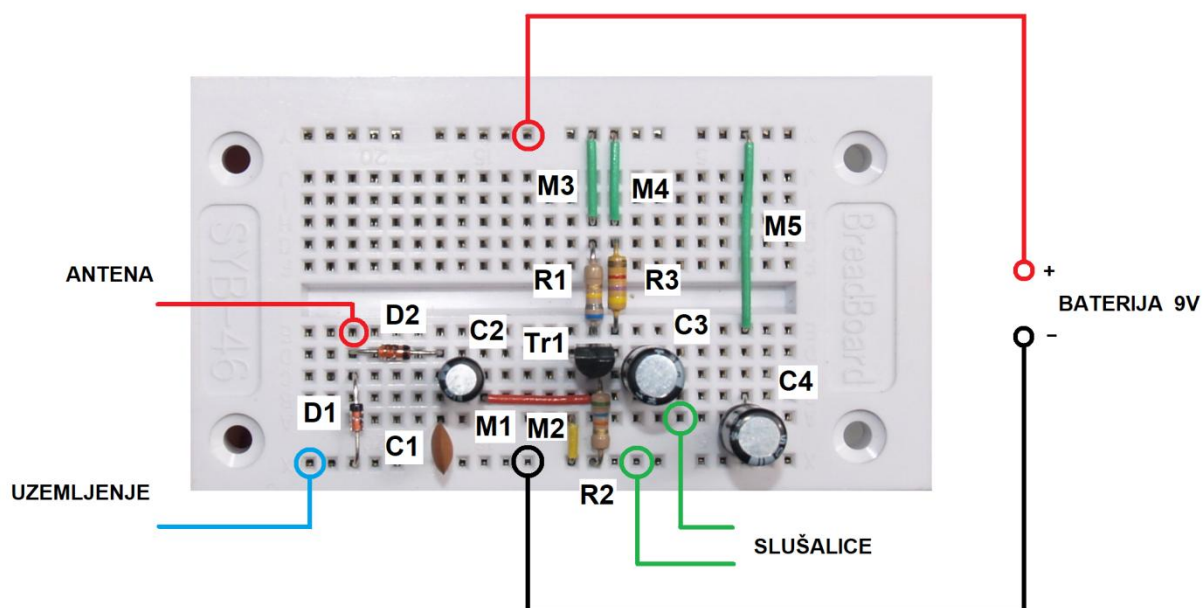 M3
M4
M5
SYB-46
BreadBoard
ANTENA
R1
R3
+
BATERIJA 9V
−
D2
C2
Tr1
C3
D1
C4
C1
M1
M2
UZEMLJENJE
R2
SLUŠALICE